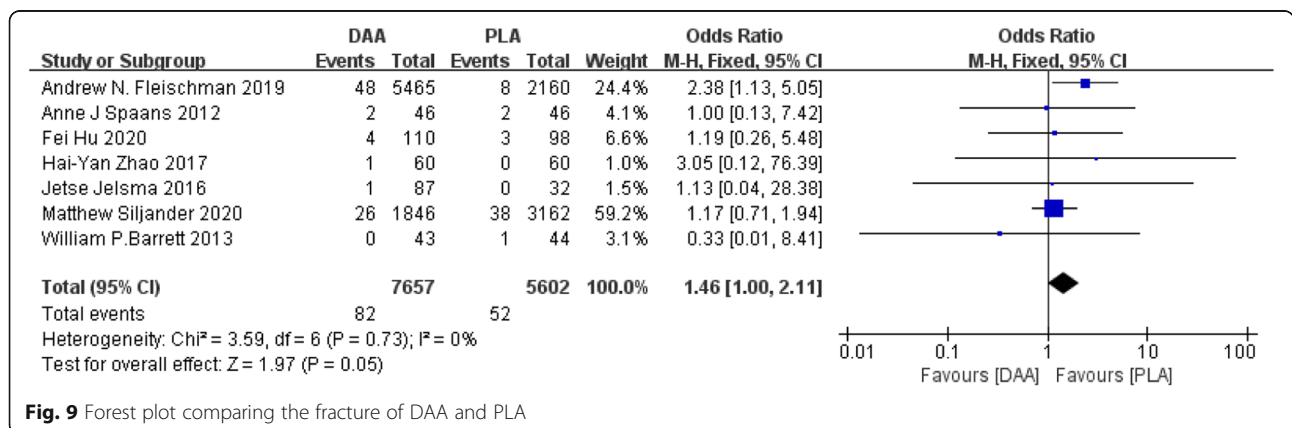 DAA PLA Odds Ratio Odds Ratio
Study or Subgroup Events Total Events Total Weight M-H, Fixed, 95% CI M-H, Fixed, 95% CI
Andrew N. Fleischman 2019 48 5465 8 2160 24.4% 2.38 [1.13, 5.05]
Anne J Spaans 2012 2 46 2 46 4.1% 1.00 [0.13, 7.42]
Fei Hu 2020 4 110 3 98 6.6% 1.19 [0.26, 5.48]
Hai-Yan Zhao 2017 1 60 0 60 1.0% 3.05 [0.12, 76.39]
Jetse Jelsma 2016 1 87 0 32 1.5% 1.13 [0.04, 28.38]
Matthew Siljander 2020 26 1846 38 3162 59.2% 1.17 [0.71, 1.94]
William P.Barrett 2013 0 43 1 44 3.1% 0.33 [0.01, 8.41]
Total (95% CI) 7657 5602 100.0% 1.46 [1.00, 2.11]
Total events 82 52
Heterogeneity: Chi² = 3.59, df = 6 (P = 0.73); I² = 0%
Test for overall effect: Z = 1.97 (P = 0.05)
0.01 0.1 1 10 100
Favours [DAA] Favours [PLA]
Fig. 9 Forest plot comparing the fracture of DAA and PLA